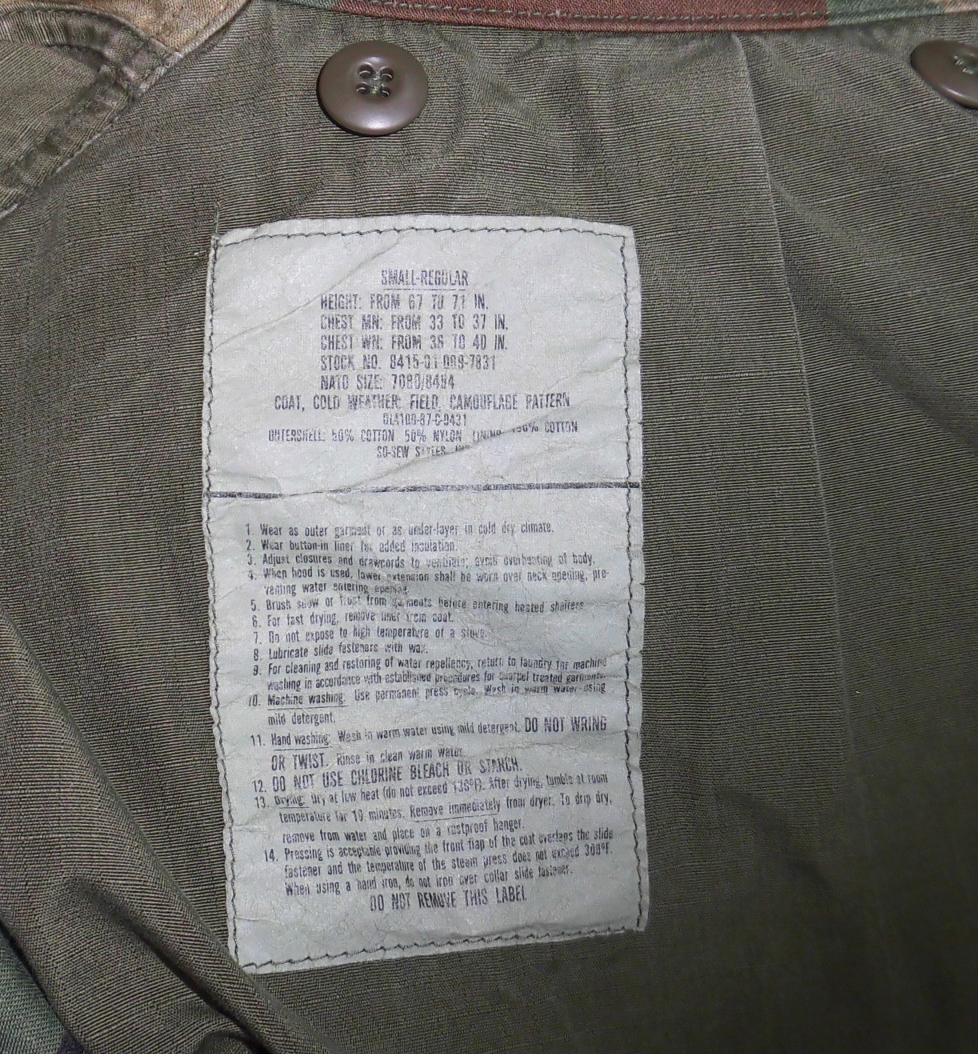 SMALL-REGULAR
HEIGHT: FROM 67 TO 71 IN.
CHEST MN: FROM 33 TO 37 IN.
CHEST WN: FROM 36 TO 40 IN.
STOCK NO. 8415-01-099-7831
NATO SIZE: 7080/8494
COAT, COLD WEATHER: FIELD, CAMOUFLAGE PATTERN
DLA100-87-C-0431
OUTERSHELL: 50% COTTON 50% NYLON LINING 100% COTTON
SO-SEW STYLES,
1. Wear as outer garment or as under-layer in cold dry climate.
2. Wear button-in liner for added insulation.
3. Adjust closures and drawcords to ventilate; avoid overheating of body.
4. When hood is used, lower extension shall be worn over neck opening, pre-
venting water entering opening.
5. Brush snow or frost from garments before entering heated shelters.
6. For fast drying, remove liner from coat.
7. Do not expose to high temperature of a stove.
8. Lubricate slide fasteners with wax.
9. For cleaning and restoring of water repellency, return to laundry for machine
washing in accordance with established procedures for quarpel treated garments.
10. Machine washing: Use permanent press cycle. Wash in warm water using
mild detergent.
11. Hand washing: Wash in warm water using mild detergent. DO NOT WRING
OR TWIST. Rinse in clean warm water.
12. DO NOT USE CHLORINE BLEACH OR STARCH.
13. Drying: Dry at low heat (do not exceed 130°F). After drying, tumble at room
temperature for 10 minutes. Remove immediately from dryer. To drip dry,
remove from water and place on a rustproof hanger.
14. Pressing is acceptable providing the front flap of the coat overlaps the slide
fastener and the temperature of the steam press does not exceed 300°F.
When using a hand iron, do not iron over collar slide fastener.
DO NOT REMOVE THIS LABEL